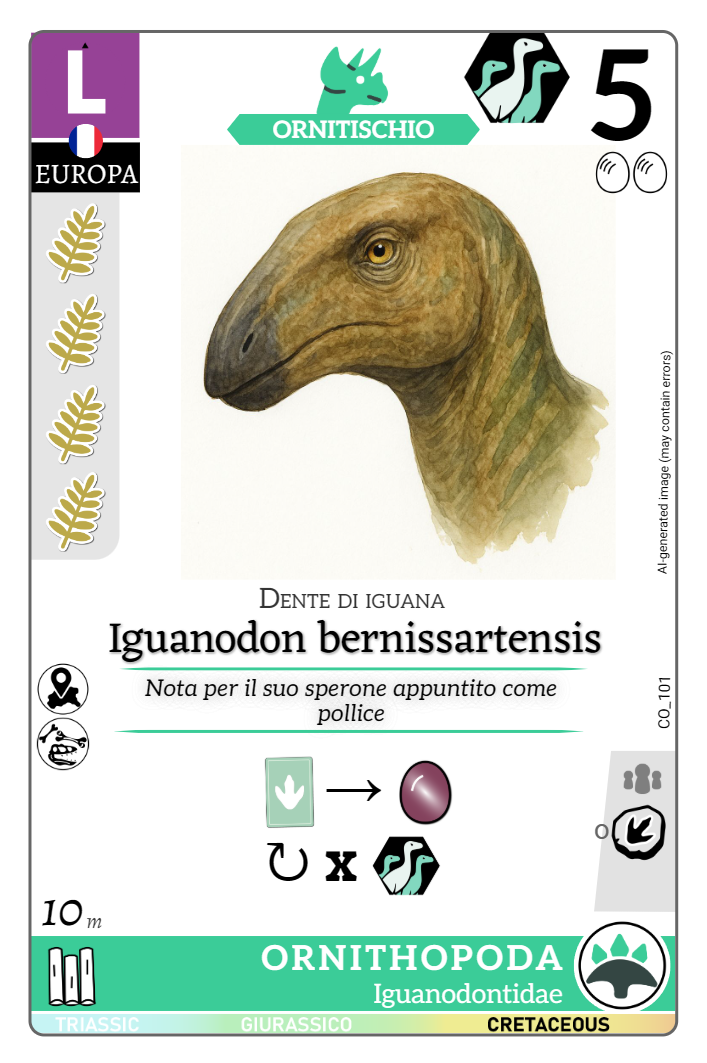 L
ORNITISCHIO
5
EUROPA
AI-generated image (may contain errors)
DENTE DI IGUANA
Iguanodon bernissartensis
Nota per il suo sperone appuntito come
pollice
CO_101
x
O
10 m
ORNITHOPODA
Iguanodontidae
TRIASSIC
GIURASSICO
CRETACEOUS